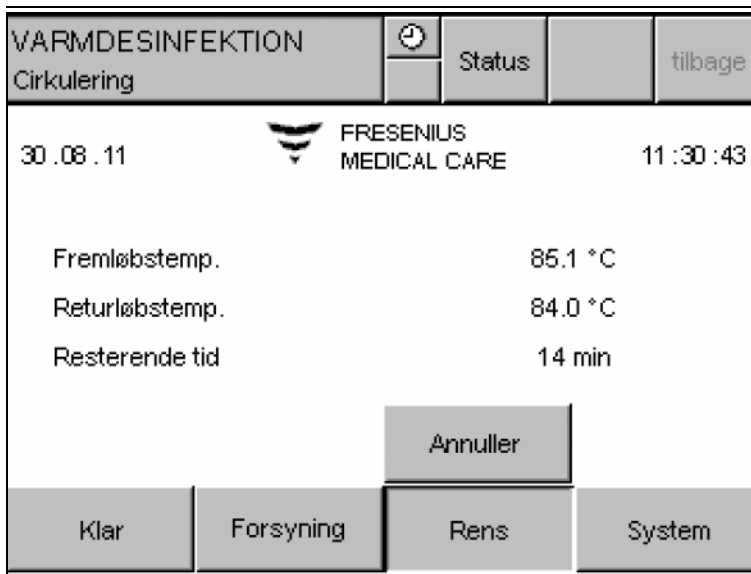 VARMDESINFEKTION
Cirkulering
Status
tilbage
30.08.11
FRESENIUS
MEDICAL CARE
11:30:43
Fremløbstemp. 85.1 °C
Returløbstemp. 84.0 °C
Resterende tid 14 min
Annuller
Klar
Forsyning
Rens
System